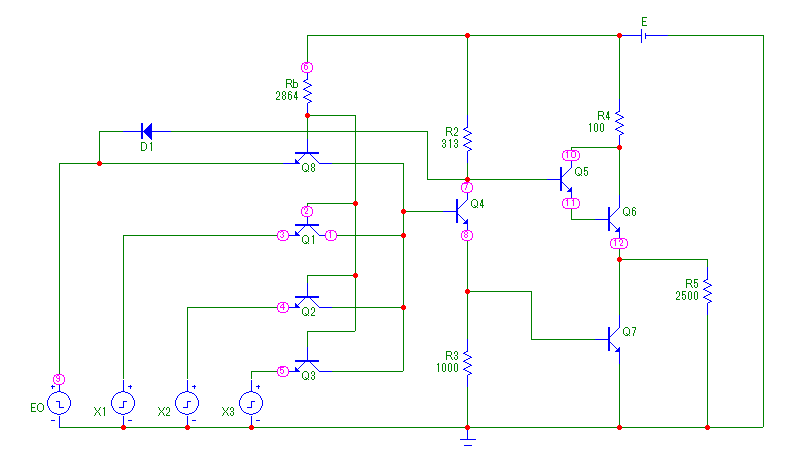 E
6
Rb
2864
R4
100
R2
313
D1
10
Q5
Q8
7
Q4
11
2
Q6
3
Q1
1
8
12
R5
2500
4
Q2
Q7
R3
1000
5
Q3
9
+
+
+
+
EO
X1
X2
X3
-
-
-
-